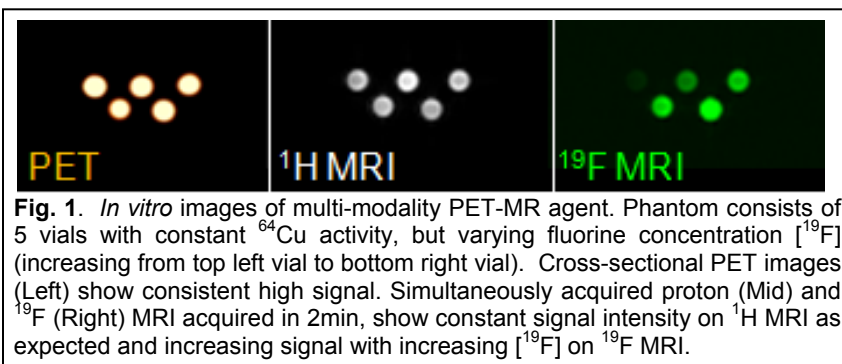 PET
¹H MRI
¹⁹F MRI
Fig. 1. In vitro images of multi-modality PET-MR agent. Phantom consists of
5 vials with constant ⁶⁴Cu activity, but varying fluorine concentration [¹⁹F]
(increasing from top left vial to bottom right vial). Cross-sectional PET images
(Left) show consistent high signal. Simultaneously acquired proton (Mid) and
¹⁹F (Right) MRI acquired in 2min, show constant signal intensity on ¹H MRI as
expected and increasing signal with increasing [¹⁹F] on ¹⁹F MRI.